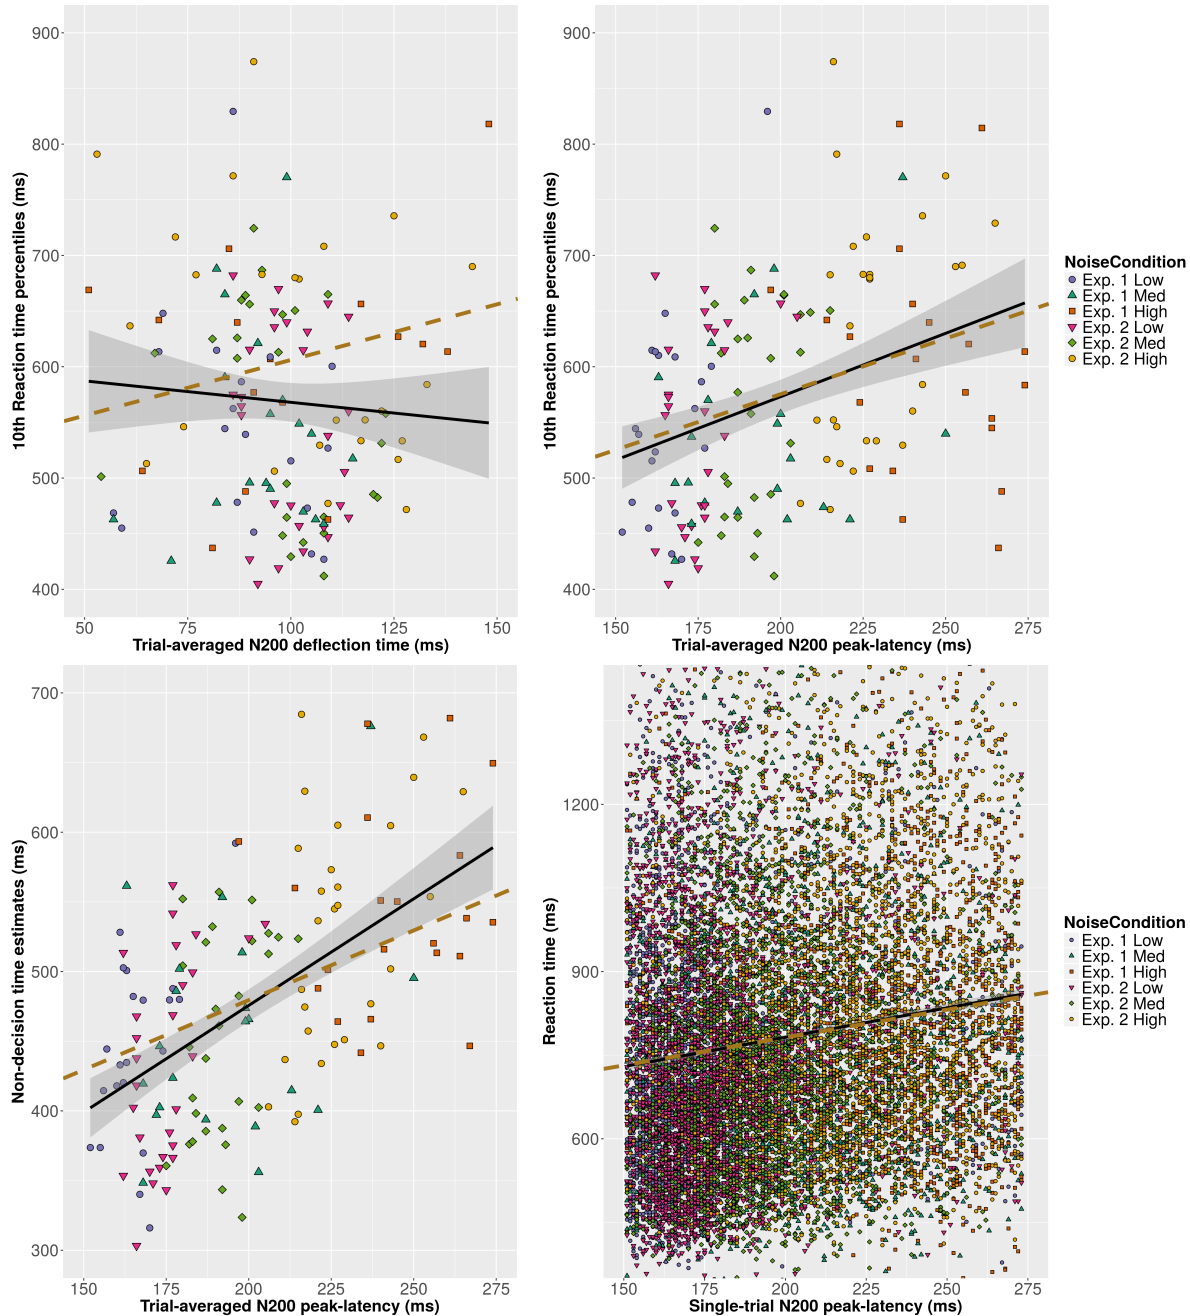 900
800
700
600
500
400
10th Reaction time percentiles (ms)
50
75
100
125
150
Trial-averaged N200 deflection time (ms)
900
800
700
600
500
400
10th Reaction time percentiles (ms)
150
175
200
225
250
275
Trial-averaged N200 peak-latency (ms)
NoiseCondition
Exp. 1 Low
Exp. 1 Med
Exp. 1 High
Exp. 2 Low
Exp. 2 Med
Exp. 2 High
700
600
500
400
300
Non-decision time estimates (ms)
150
175
200
225
250
275
Trial-averaged N200 peak-latency (ms)
1200
900
600
Reaction time (ms)
150
175
200
225
250
275
Single-trial N200 peak-latency (ms)
NoiseCondition
Exp. 1 Low
Exp. 1 Med
Exp. 1 High
Exp. 2 Low
Exp. 2 Med
Exp. 2 High